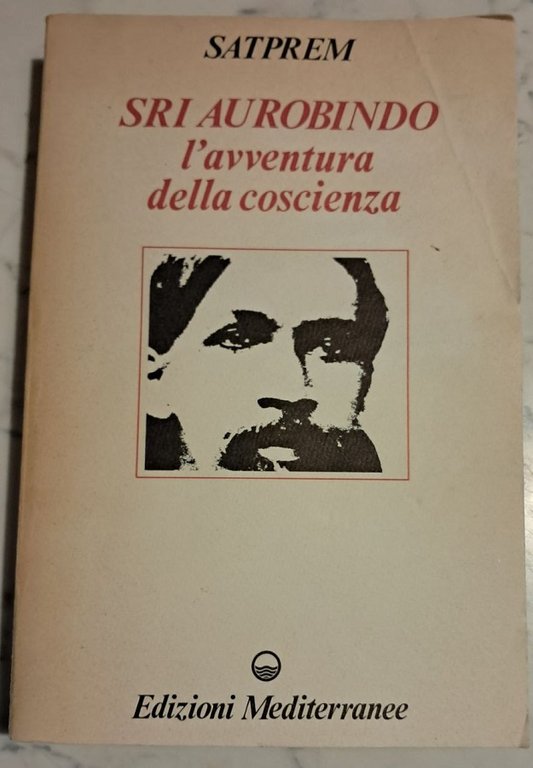 SATPREM
SRI AUROBINDO
l'avventura
della coscienza
Edizioni Mediterranee